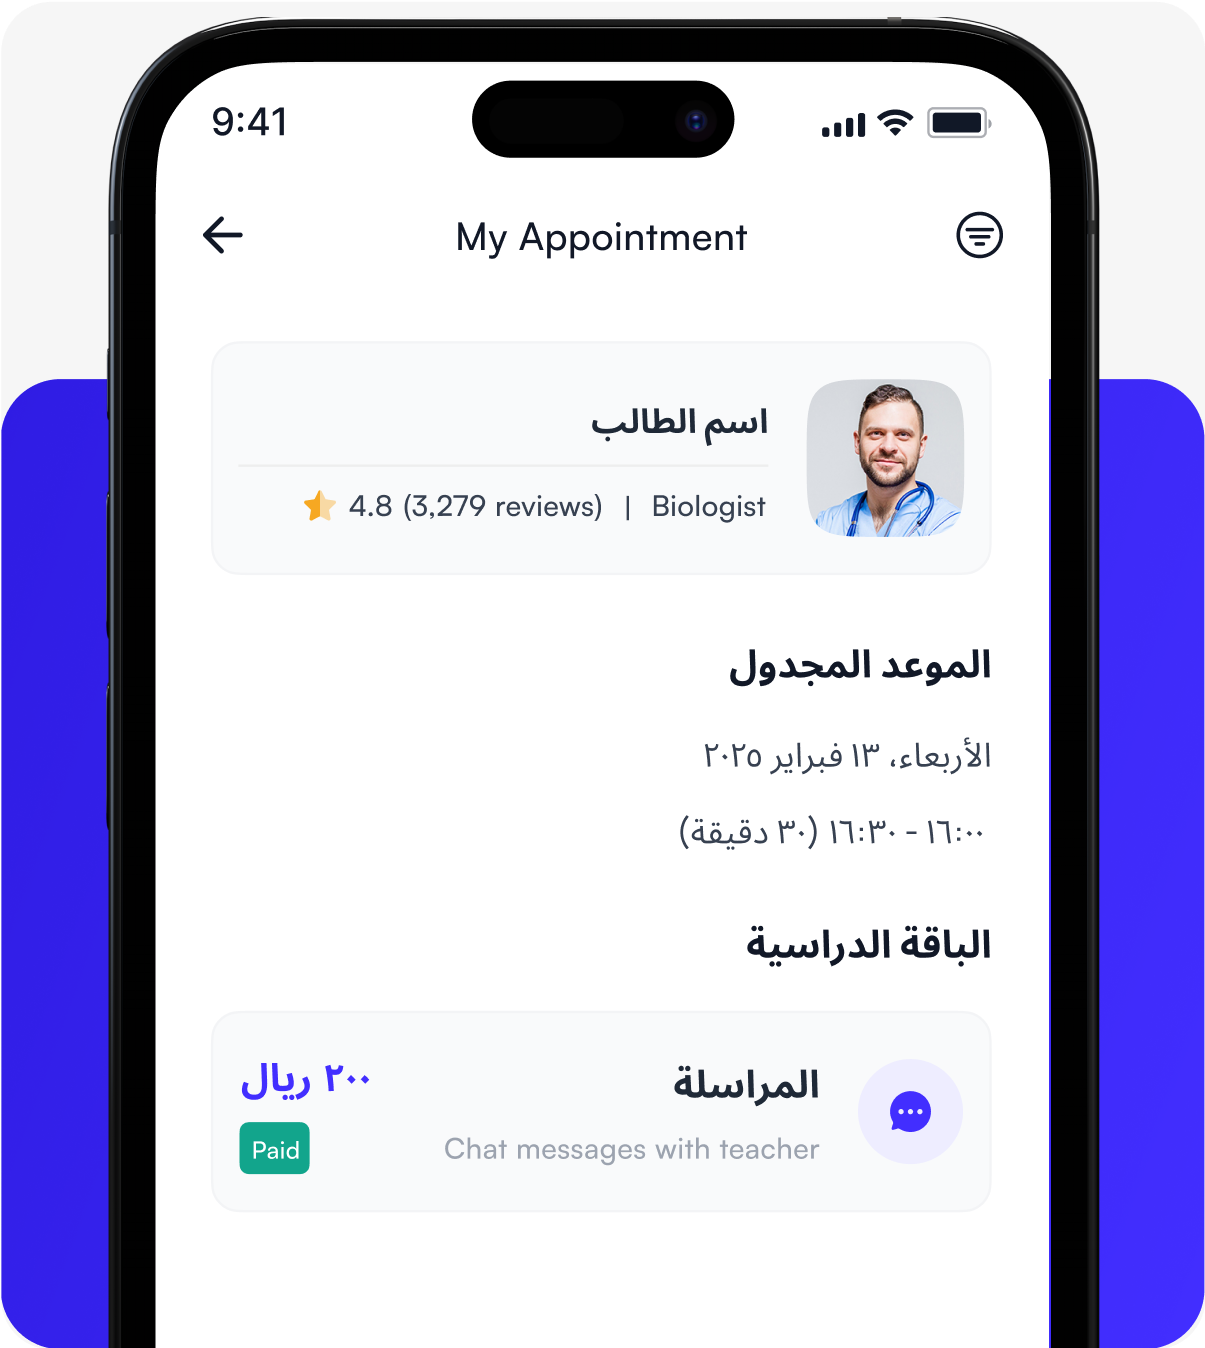 9:41
My Appointment
اسم الطالب
4.8 (3,279 reviews) | Biologist
الموعد المجدول
الأربعاء، ١٣ فبراير ٢٠٢٥
١٦:٠٠ - ١٦:٣٠ (٣٠ دقيقة)
الباقة الدراسية
المراسلة
٢٠٠ ريال
Chat messages with teacher
Paid